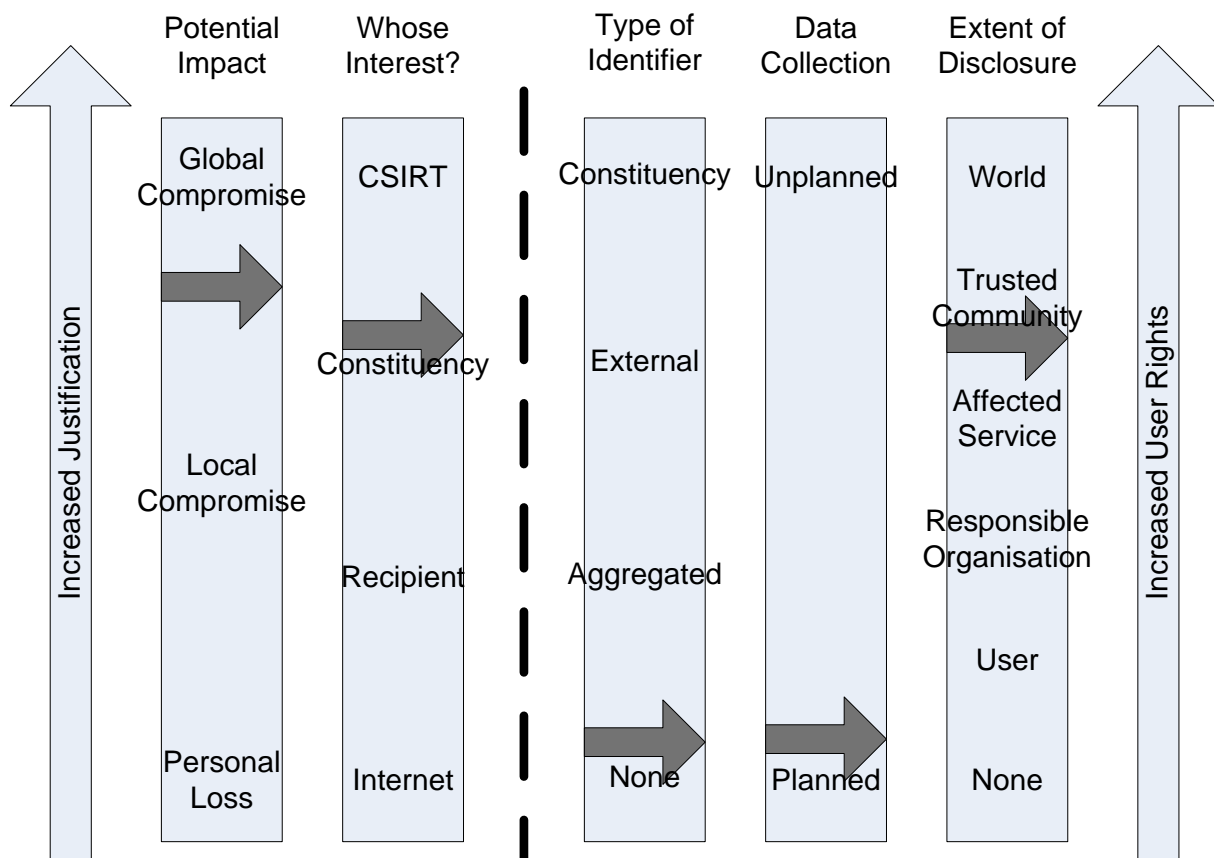 Potential
Impact
Whose
Interest?
Type of
Identifier
Data
Collection
Extent of
Disclosure
Increased Justification
Global
Compromise
Local
Compromise
Personal
Loss
CSIRT
Constituency
Recipient
Internet
Constituency
External
Aggregated
None
Unplanned
Planned
World
Trusted
Community
Affected
Service
Responsible
Organisation
User
None
Increased User Rights